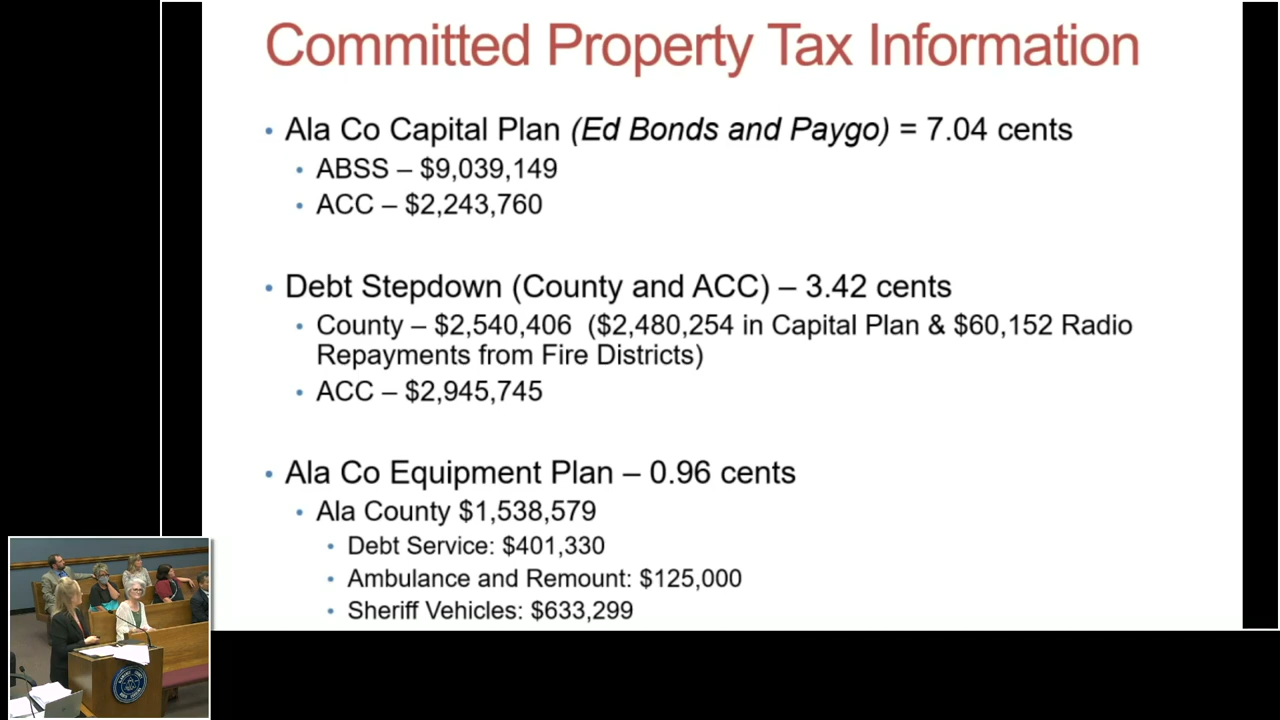 Committed Property Tax Information
• Ala Co Capital Plan (Ed Bonds and Paygo) = 7.04 cents
• ABSS – $9,039,149
• ACC – $2,243,760
• Debt Stepdown (County and ACC) – 3.42 cents
• County – $2,540,406 ($2,480,254 in Capital Plan & $60,152 Radio
Repayments from Fire Districts)
• ACC – $2,945,745
• Ala Co Equipment Plan – 0.96 cents
• Ala County $1,538,579
• Debt Service: $401,330
• Ambulance and Remount: $125,000
• Sheriff Vehicles: $633,299